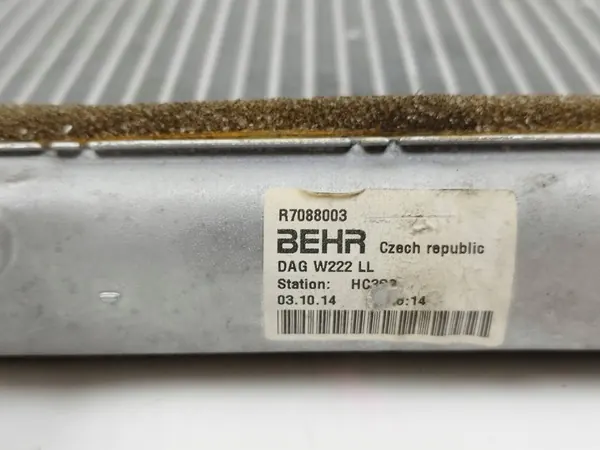 R7088003
BEHR Czech republic
DAG W222 LL
Station:
03.10.14